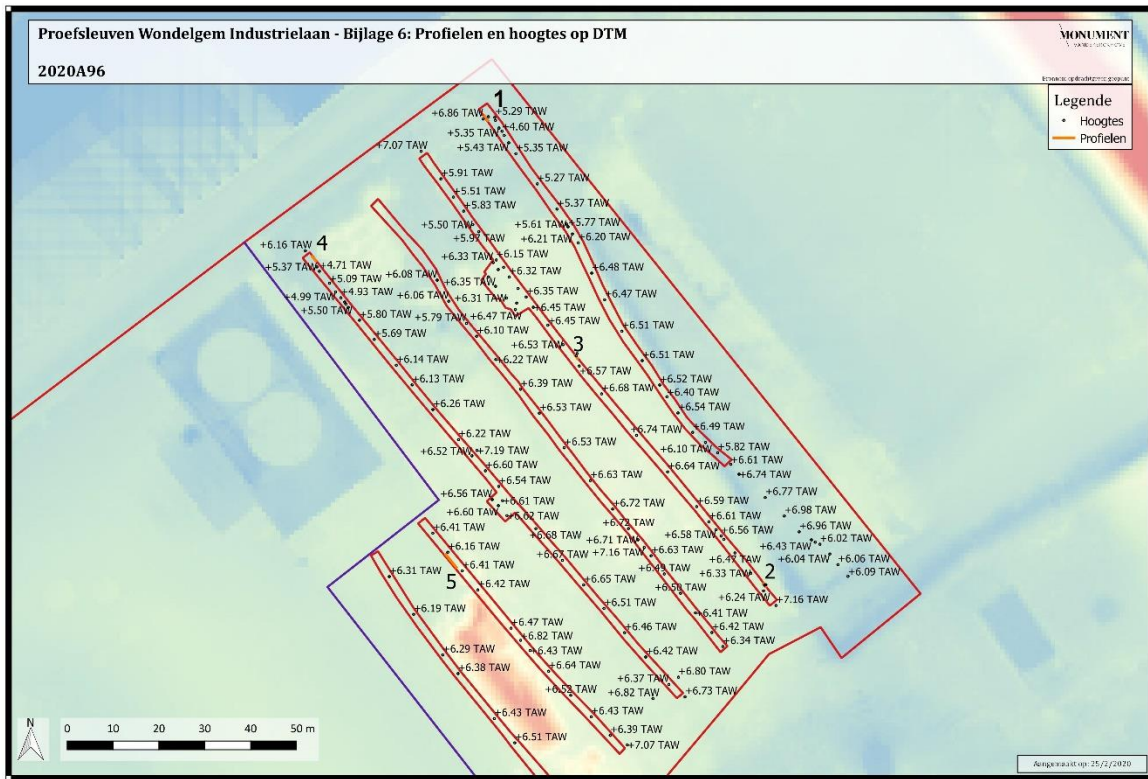 Proefsleuven Wondelgem Industrielaan - Bijlage 6: Profielen en hoogtes op DTM
MONUMENT
2020A96
Legende
Hoogtes
Profielen
1
+6.86 TAW
+5.29 TAW
+4.60 TAW
+5.35 TAW
+5.43 TAW
+5.35 TAW
+7.07 TAW
+5.91 TAW
+5.27 TAW
+5.51 TAW
+5.83 TAW
+5.37 TAW
+5.50 TAW
+5.61 TAW
+5.77 TAW
+5.97 TAW
+6.21 TAW
+6.20 TAW
+6.16 TAW
4
+6.33 TAW
+6.15 TAW
+5.37 TAW
+4.71 TAW
+6.08 TAW
+6.32 TAW
+6.48 TAW
+5.09 TAW
+6.35 TAW
+4.99 TAW
+4.93 TAW
+6.06 TAW
+6.31 TAW
+6.35 TAW
+6.47 TAW
+5.50 TAW
+6.45 TAW
+5.80 TAW
+5.79 TAW
+6.47 TAW
+6.45 TAW
+6.10 TAW
+6.51 TAW
+5.69 TAW
+6.53 TAW
3
+6.22 TAW
+6.51 TAW
+6.14 TAW
+6.57 TAW
+6.13 TAW
+6.39 TAW
+6.68 TAW
+6.52 TAW
+6.40 TAW
+6.26 TAW
+6.53 TAW
+6.54 TAW
+6.22 TAW
+6.74 TAW
+6.49 TAW
+6.52 TAW
+7.19 TAW
+6.53 TAW
+6.10 TAW
+5.82 TAW
+6.60 TAW
+6.64 TAW
+6.61 TAW
+6.54 TAW
+6.63 TAW
+6.74 TAW
+6.56 TAW
+6.61 TAW
+6.77 TAW
+6.60 TAW
+6.62 TAW
+6.72 TAW
+6.59 TAW
+6.98 TAW
+6.41 TAW
+6.68 TAW
+6.72 TAW
+6.61 TAW
+6.96 TAW
+6.58 TAW
+6.56 TAW
+6.71 TAW
+6.43 TAW
+6.02 TAW
+6.16 TAW
+6.67 TAW
+7.16 TAW
+6.63 TAW
+6.47 TAW
+6.04 TAW
+6.06 TAW
+6.31 TAW
+6.41 TAW
+6.49 TAW
+6.33 TAW
2
+6.09 TAW
5
+6.42 TAW
+6.65 TAW
+6.50 TAW
+6.24 TAW
+7.16 TAW
+6.19 TAW
+6.51 TAW
+6.41 TAW
+6.47 TAW
+6.46 TAW
+6.42 TAW
+6.82 TAW
+6.34 TAW
+6.29 TAW
+6.43 TAW
+6.42 TAW
+6.38 TAW
+6.64 TAW
+6.80 TAW
+6.37 TAW
+6.52 TAW
+6.82 TAW
+6.73 TAW
+6.43 TAW
+6.43 TAW
+6.51 TAW
+6.39 TAW
+7.07 TAW
N
0 10 20 30 40 50 m
Aangemaakt op: 25/2/2020